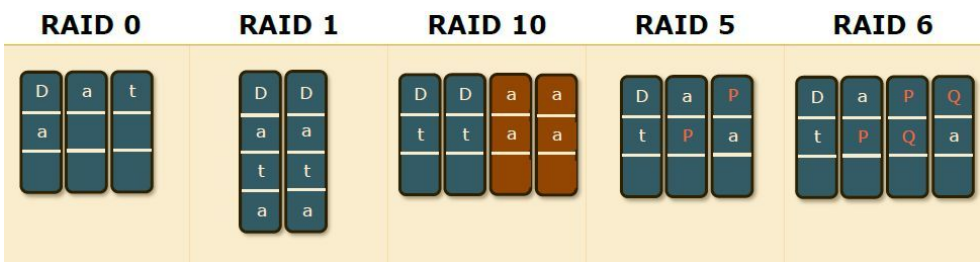 RAID 0 RAID 1 RAID 10 RAID 5 RAID 6
D a t
a
D D
a a
t t
a a
D D a a
t t a a
D a P
t P a
D a P Q
t P Q a